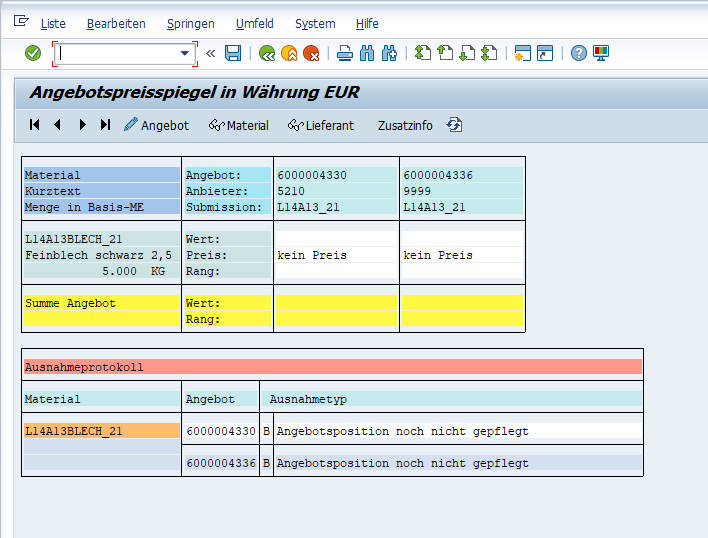 Liste Bearbeiten Springen Umfeld System Hilfe
Angebotspreisspiegel in Währung EUR
Angebot Material Lieferant Zusatzinfo
Material Angebot: 6000004330 6000004336
Kurztext Anbieter: 5210 9999
Menge in Basis-ME Submission: L14A13_21 L14A13_21
L14A13BLECH_21 Wert:
Feinblech schwarz 2,5 Preis: kein Preis kein Preis
5.000 KG Rang:
Summe Angebot Wert:
Rang:
Ausnahmeprotokoll
Material Angebot Ausnahmetyp
L14A13BLECH_21 6000004330 B Angebotsposition noch nicht gepflegt
6000004336 B Angebotsposition noch nicht gepflegt